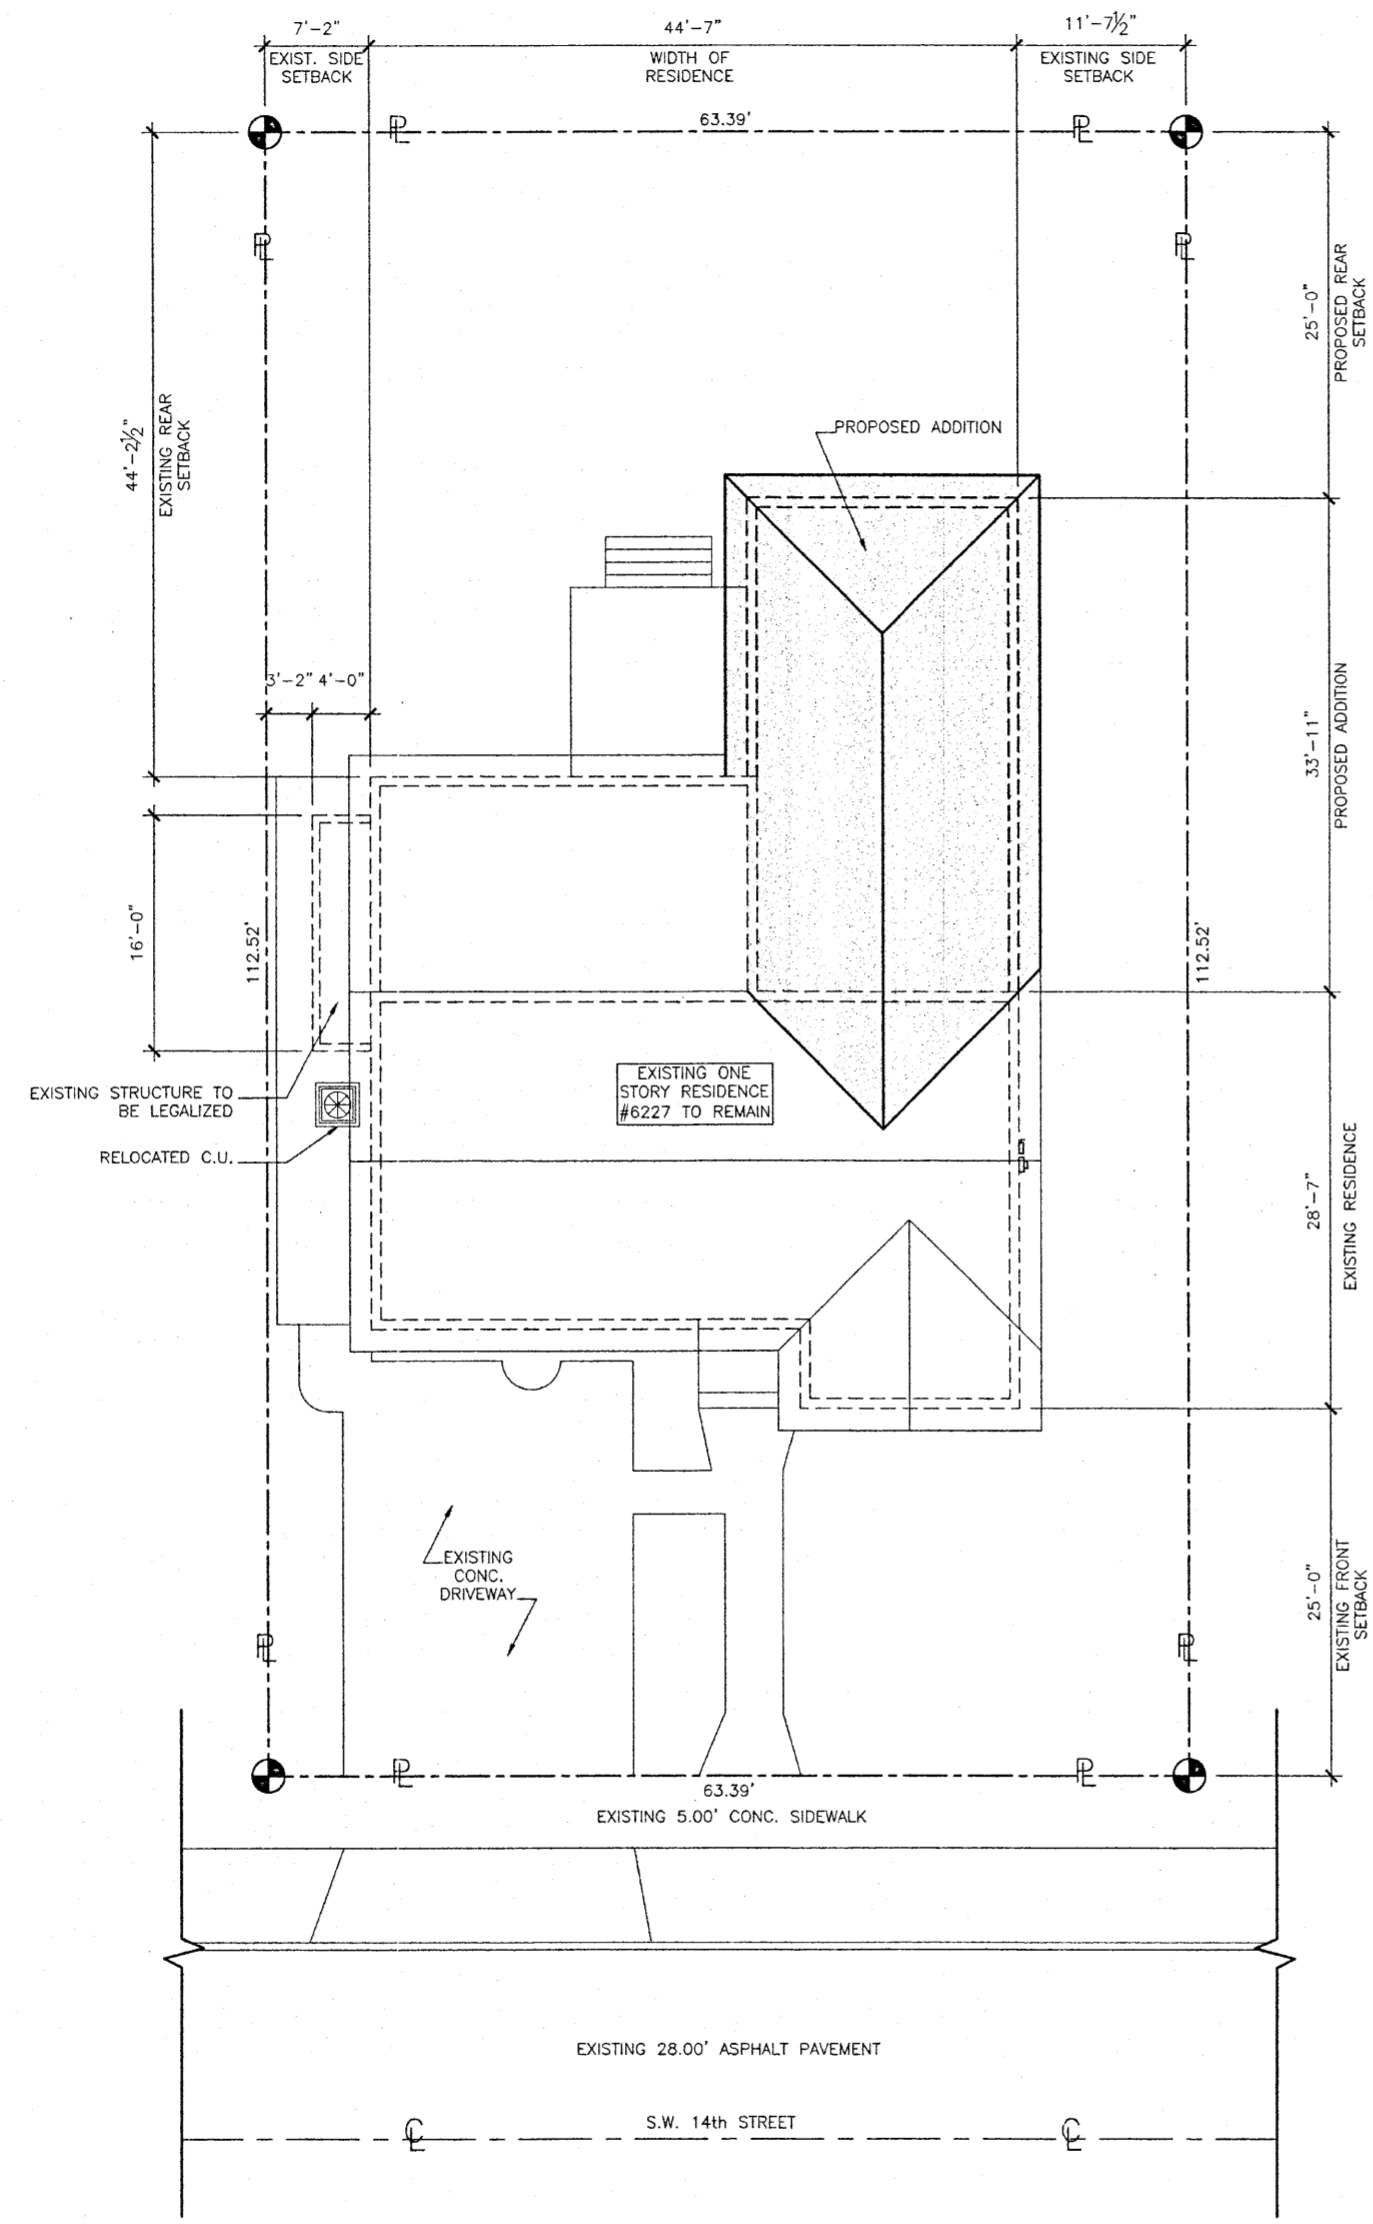 7'-2"
44'-7"
11'-7½"
EXIST. SIDE
SETBACK
WIDTH OF
RESIDENCE
EXISTING SIDE
SETBACK
63.39'
PL
PL
PL
PL
25'-0"
PROPOSED REAR
SETBACK
44'-2½"
EXISTING REAR
SETBACK
PROPOSED ADDITION
3'-2" 4'-0"
33'-11"
PROPOSED ADDITION
16'-0"
112.52'
112.52'
EXISTING STRUCTURE TO
BE LEGALIZED
EXISTING ONE
STORY RESIDENCE
#6227 TO REMAIN
RELOCATED C.U.
28'-7"
EXISTING RESIDENCE
EXISTING
CONC.
DRIVEWAY
25'-0"
EXISTING FRONT
SETBACK
PL
PL
PL
PL
63.39'
EXISTING 5.00' CONC. SIDEWALK
EXISTING 28.00' ASPHALT PAVEMENT
S.W. 14th STREET
CL
CL